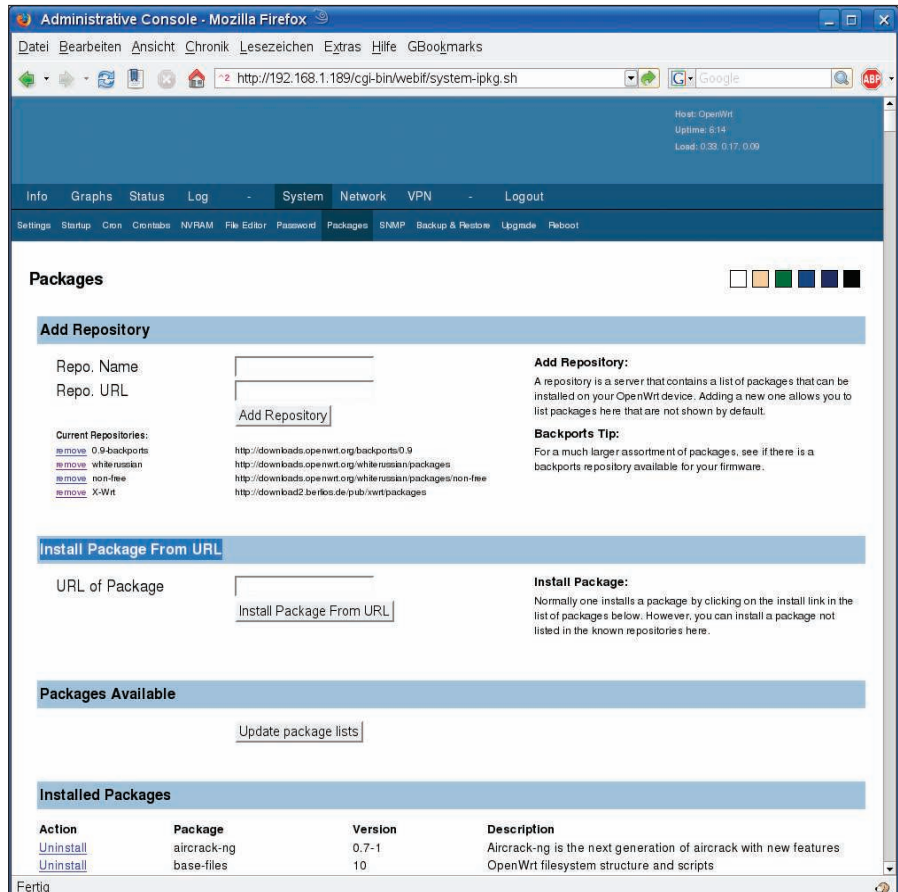 Administrative Console - Mozilla Firefox
Datei Bearbeiten Ansicht Chronik Lesezeichen Extras Hilfe GBookmarks
http://192.168.1.189/cgi-bin/webif/system-ipkg.sh G Google ABP
Host: OpenWrt
Uptime: 6:14
Load: 0.33, 0.17, 0.09
Info Graphs Status Log - System Network VPN - Logout
Settings Startup Cron Crontabs NVRAM File Editor Password Packages SNMP Backup & Restore Upgrade Reboot
Packages
Add Repository
Repo. Name
Repo. URL
Add Repository
Current Repositories:
remove 0.9-backports http://downloads.openwrt.org/backports/0.9
remove whiterussian http://downloads.openwrt.org/whiterussian/packages
remove non-free http://downloads.openwrt.org/whiterussian/packages/non-free
remove X-Wrt http://download2.berlios.de/pub/xwrt/packages
Add Repository:
A repository is a server that contains a list of packages that can be
installed on your OpenWrt device. Adding a new one allows you to
list packages here that are not shown by default.
Backports Tip:
For a much larger assortment of packages, see if there is a
backports repository available for your firmware.
Install Package From URL
URL of Package
Install Package From URL
Install Package:
Normally one installs a package by clicking on the install link in the
list of packages below. However, you can install a package not
listed in the known repositories here.
Packages Available
Update package lists
Installed Packages
Action Package Version Description
Uninstall aircrack-ng 0.7-1 Aircrack-ng is the next generation of aircrack with new features
Uninstall base-files 10 OpenWrt filesystem structure and scripts
Fertig